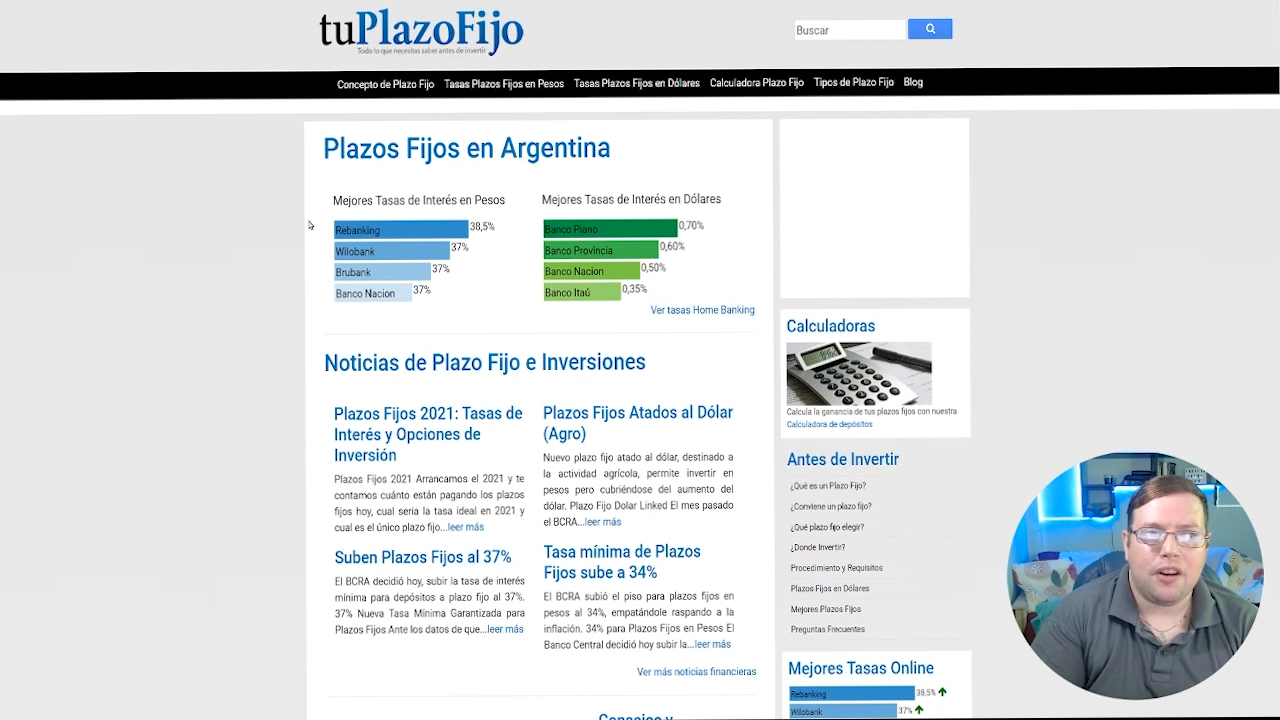 tuPlazoFijo
Todo lo que necesitas saber antes de invertir
Buscar
Concepto de Plazo Fijo Tasas Plazos Fijos en Pesos Tasas Plazos Fijos en Dólares Calculadora Plazo Fijo Tipos de Plazo Fijo Blog
Plazos Fijos en Argentina
Mejores Tasas de Interés en Pesos
Rebanking 38,5%
Wilobank 37%
Brubank 37%
Banco Nacion 37%
Mejores Tasas de Interés en Dólares
Banco Piano 0,70%
Banco Provincia 0,60%
Banco Nacion 0,50%
Banco Itaú 0,35%
Ver tasas Home Banking
Noticias de Plazo Fijo e Inversiones
Plazos Fijos 2021: Tasas de
Interés y Opciones de
Inversión
Plazos Fijos 2021 Arrancamos el 2021 y te
contamos cuánto están pagando los plazos
fijos hoy, cual seria la tasa ideal en 2021 y
cual es el único plazo fijo...leer más
Plazos Fijos Atados al Dólar
(Agro)
Nuevo plazo fijo atado al dólar, destinado a
la actividad agrícola, permite invertir en
pesos pero cubriéndose del aumento del
dólar. Plazo Fijo Dolar Linked El mes pasado
el BCRA...leer más
Suben Plazos Fijos al 37%
El BCRA decidió hoy, subir la tasa de interés
mínima para depósitos a plazo fijo al 37%.
37% Nueva Tasa Mínima Garantizada para
Plazos Fijos Ante los datos de que...leer más
Tasa mínima de Plazos
Fijos sube a 34%
El BCRA subió el piso para plazos fijos en
pesos al 34%, empatándole raspando a la
inflación. 34% para Plazos Fijos en Pesos El
Banco Central decidió hoy subir la...leer más
Ver más noticias financieras
Consejos y
Calculadoras
Calcula la ganancia de tus plazos fijos con nuestra
Calculadora de depósitos
Antes de Invertir
¿Qué es un Plazo Fijo?
¿Conviene un plazo fijo?
¿Qué plazo fijo elegir?
¿Donde Invertir?
Procedimiento y Requisitos
Plazos Fijos en Dólares
Mejores Plazos Fijos
Preguntas Frecuentes
Mejores Tasas Online
Rebanking 38,5%
Wilobank 37%